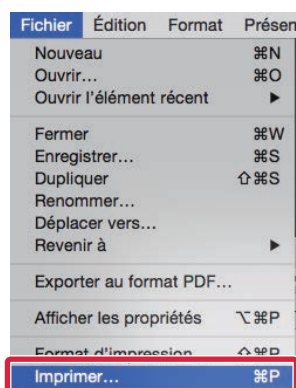 Fichier Édition Format Présen
Nouveau ⌘N
Ouvrir... ⌘O
Ouvrir l'élément récent ▶
Fermer ⌘W
Enregistrer... ⌘S
Dupliquer ⇧⌘S
Renommer...
Déplacer vers...
Revenir à ▶
Exporter au format PDF...
Afficher les propriétés ⌥⌘P
Format d'impression ⇧⌘P
Imprimer... ⌘P